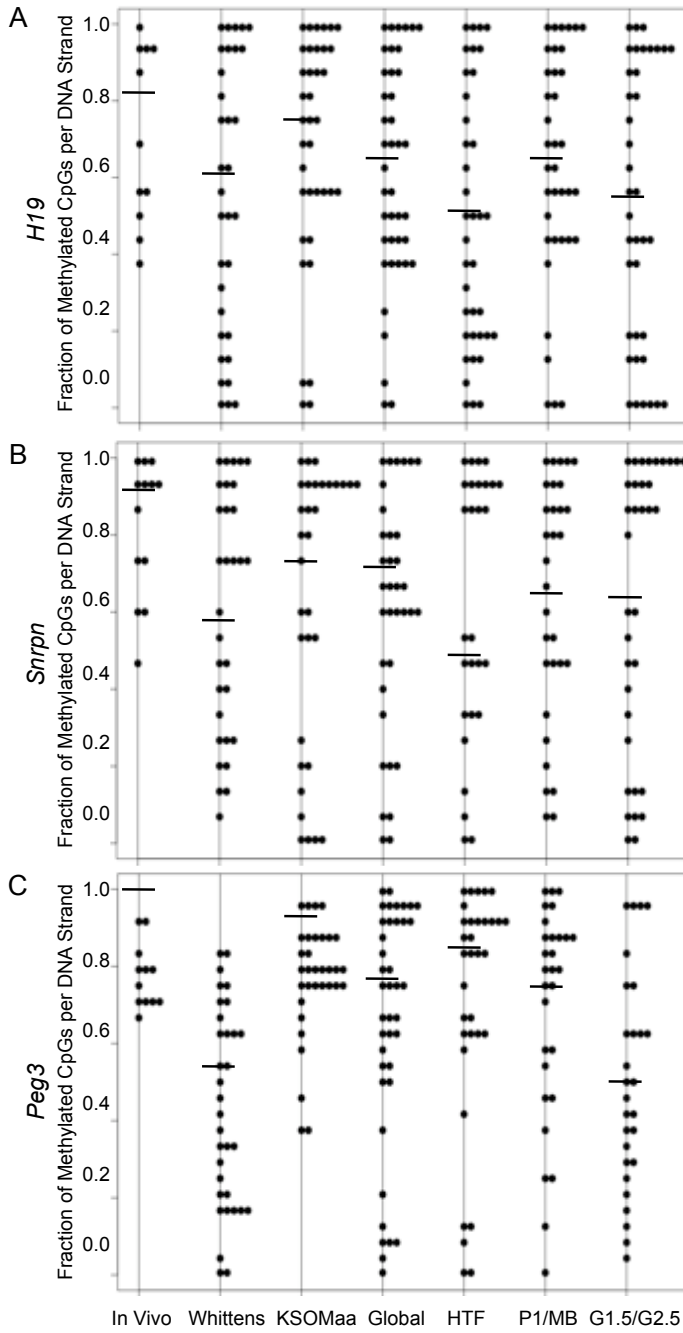 A
H19
Fraction of Methylated CpGs per DNA Strand
1.0
0.8
0.6
0.4
0.2
0.0
B
Snrpn
Fraction of Methylated CpGs per DNA Strand
1.0
0.8
0.6
0.4
0.2
0.0
C
Peg3
Fraction of Methylated CpGs per DNA Strand
1.0
0.8
0.6
0.4
0.2
0.0
In Vivo Whittens KSOMaa Global HTF P1/MB G1.5/G2.5